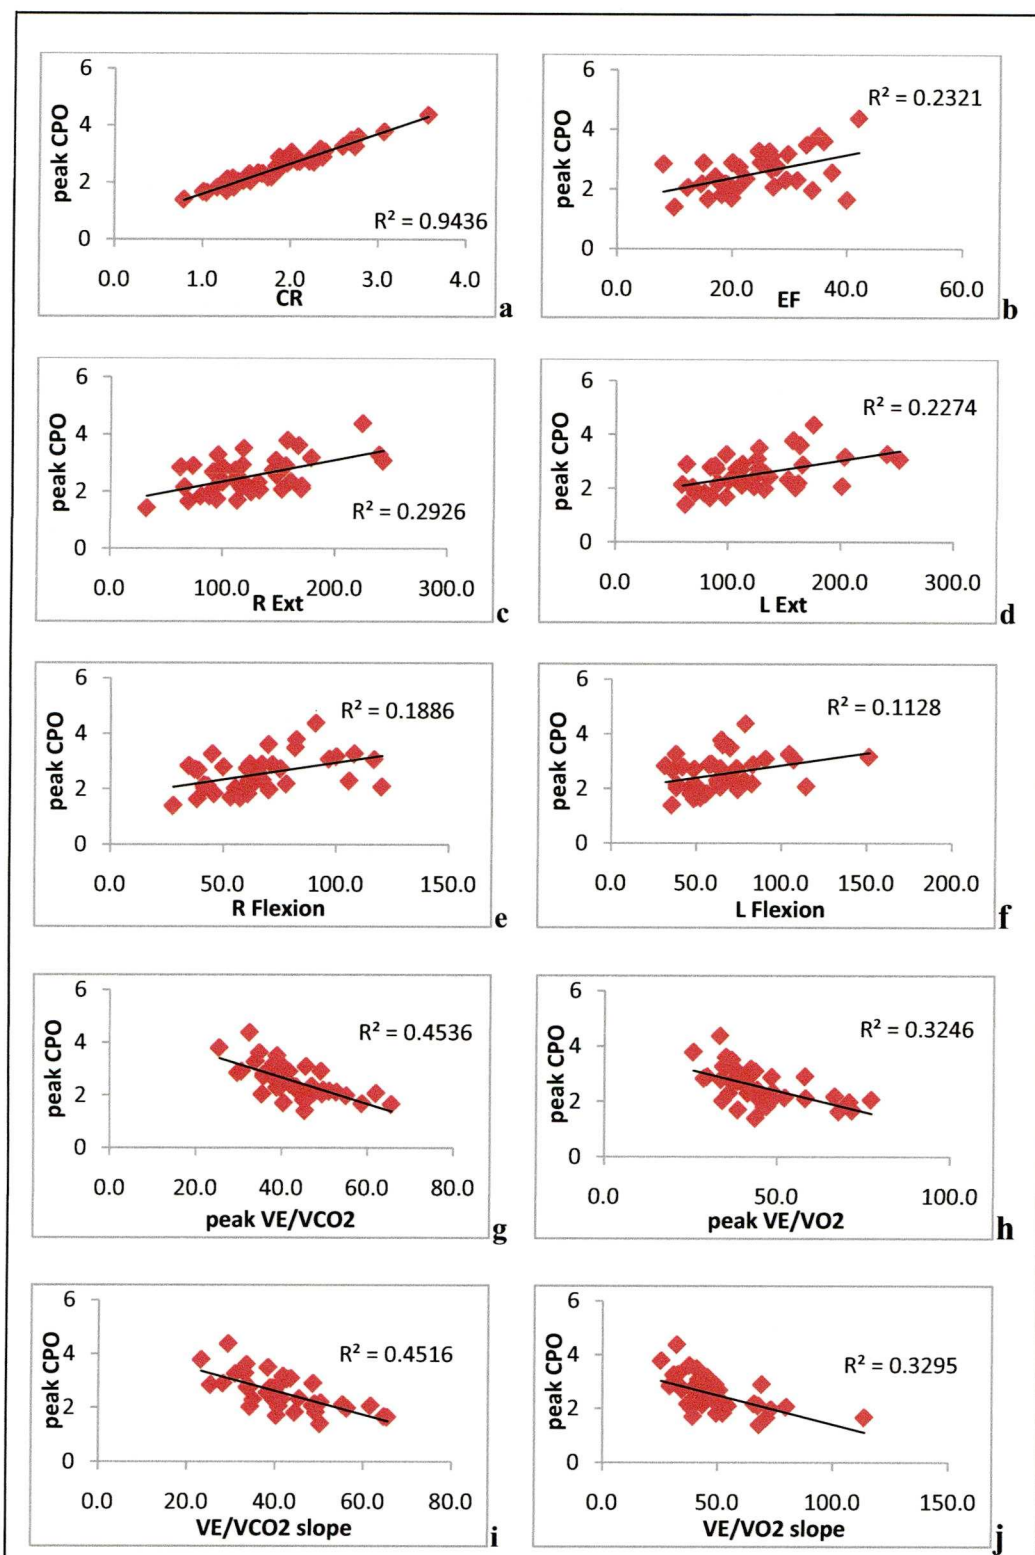 peak CPO
6
4
2
0
R² = 0.9436
0.0 1.0 2.0 3.0 4.0
CR
a
peak CPO
6
4
2
0
R² = 0.2321
0.0 20.0 40.0 60.0
EF
b
peak CPO
6
4
2
0
R² = 0.2926
0.0 100.0 200.0 300.0
R Ext
c
peak CPO
6
4
2
0
R² = 0.2274
0.0 100.0 200.0 300.0
L Ext
d
peak CPO
6
4
2
0
R² = 0.1886
0.0 50.0 100.0 150.0
R Flexion
e
peak CPO
6
4
2
0
R² = 0.1128
0.0 50.0 100.0 150.0 200.0
L Flexion
f
peak CPO
6
4
2
0
R² = 0.4536
0.0 20.0 40.0 60.0 80.0
peak VE/VCO2
g
peak CPO
6
4
2
0
R² = 0.3246
0.0 50.0 100.0
peak VE/VO2
h
peak CPO
6
4
2
0
R² = 0.4516
0.0 20.0 40.0 60.0 80.0
VE/VCO2 slope
i
peak CPO
6
4
2
0
R² = 0.3295
0.0 50.0 100.0 150.0
VE/VO2 slope
j